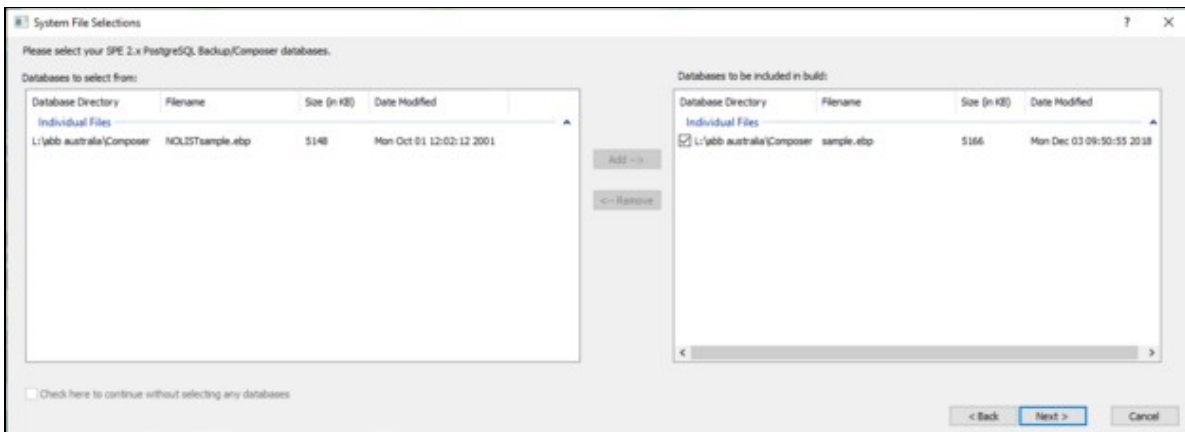 System File Selections
Please select your SPE 2.x PostgreSQL Backup/Composer databases.
Databases to select from:
Database Directory Filename Size (in KB) Date Modified
Individual Files
L:\abb australia\Composer NOLISTsample.ebp 5148 Mon Oct 01 12:02:12 2001
Add -->
<-- Remove
Databases to be included in build:
Database Directory Filename Size (in KB) Date Modified
Individual Files
L:\abb australia\Composer sample.ebp 5166 Mon Dec 03 09:50:55 2018
Check here to continue without selecting any databases
< Back Next > Cancel